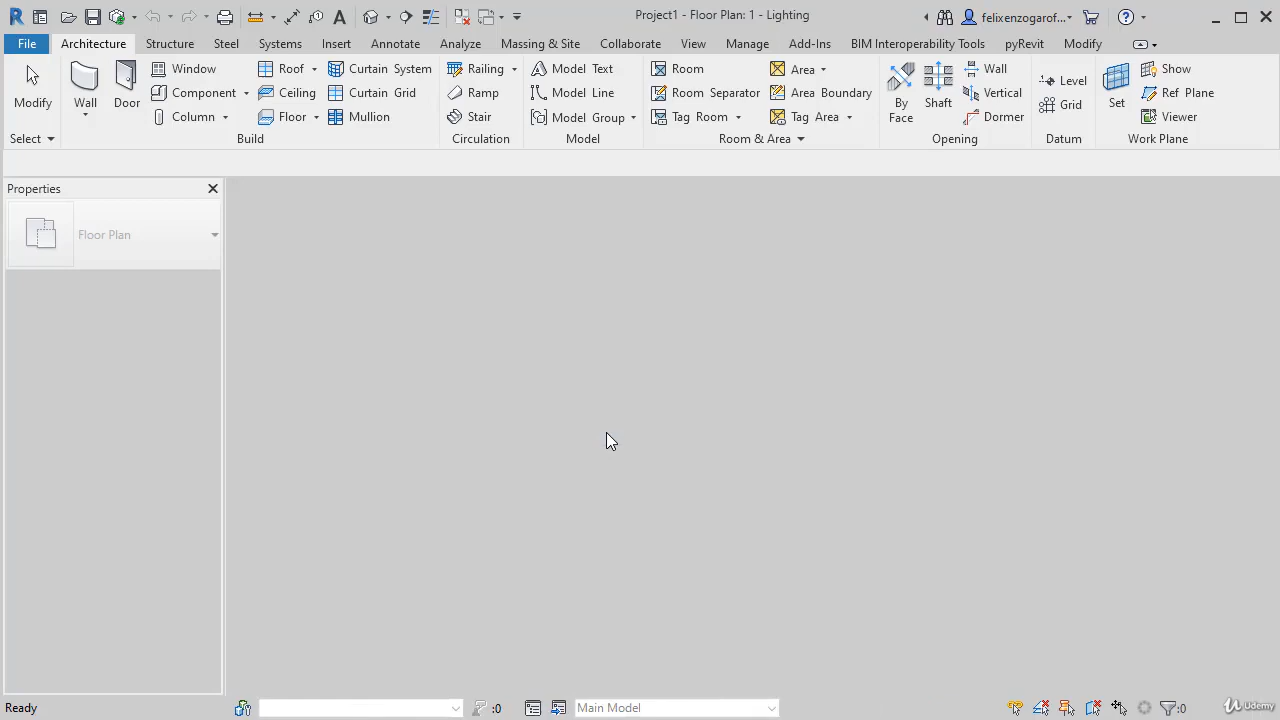 Project1 - Floor Plan: 1 - Lighting
felixenzogarof...
File Architecture Structure Steel Systems Insert Annotate Analyze Massing & Site Collaborate View Manage Add-Ins BIM Interoperability Tools pyRevit Modify
Modify
Select
Wall
Door
Window
Component
Column
Roof
Ceiling
Floor
Curtain System
Curtain Grid
Mullion
Build
Railing
Ramp
Stair
Circulation
Model Text
Model Line
Model Group
Model
Room
Room Separator
Tag Room
Area
Area Boundary
Tag Area
Room & Area
By
Face
Shaft
Wall
Vertical
Dormer
Opening
Level
Grid
Datum
Set
Show
Ref Plane
Viewer
Work Plane
Properties
Floor Plan
Ready
:0
Main Model
:0
Udemy